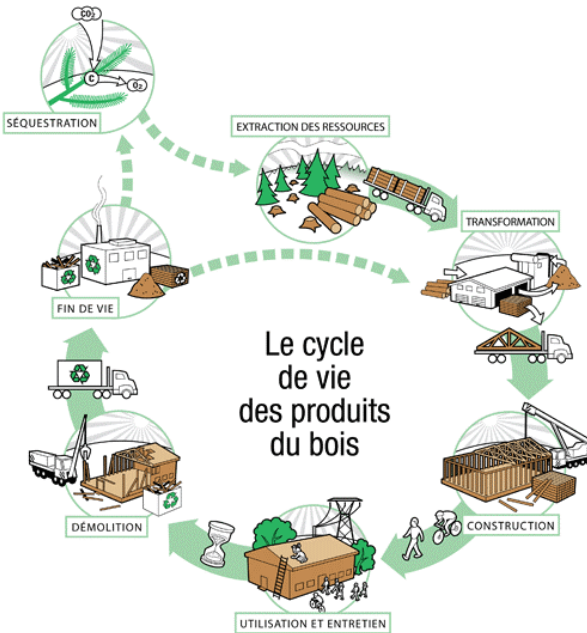 CO2
C
O2
SÉQUESTRATION
EXTRACTION DES RESSOURCES
TRANSFORMATION
FIN DE VIE
Le cycle
de vie
des produits
du bois
DÉMOLITION
CONSTRUCTION
UTILISATION ET ENTRETIEN